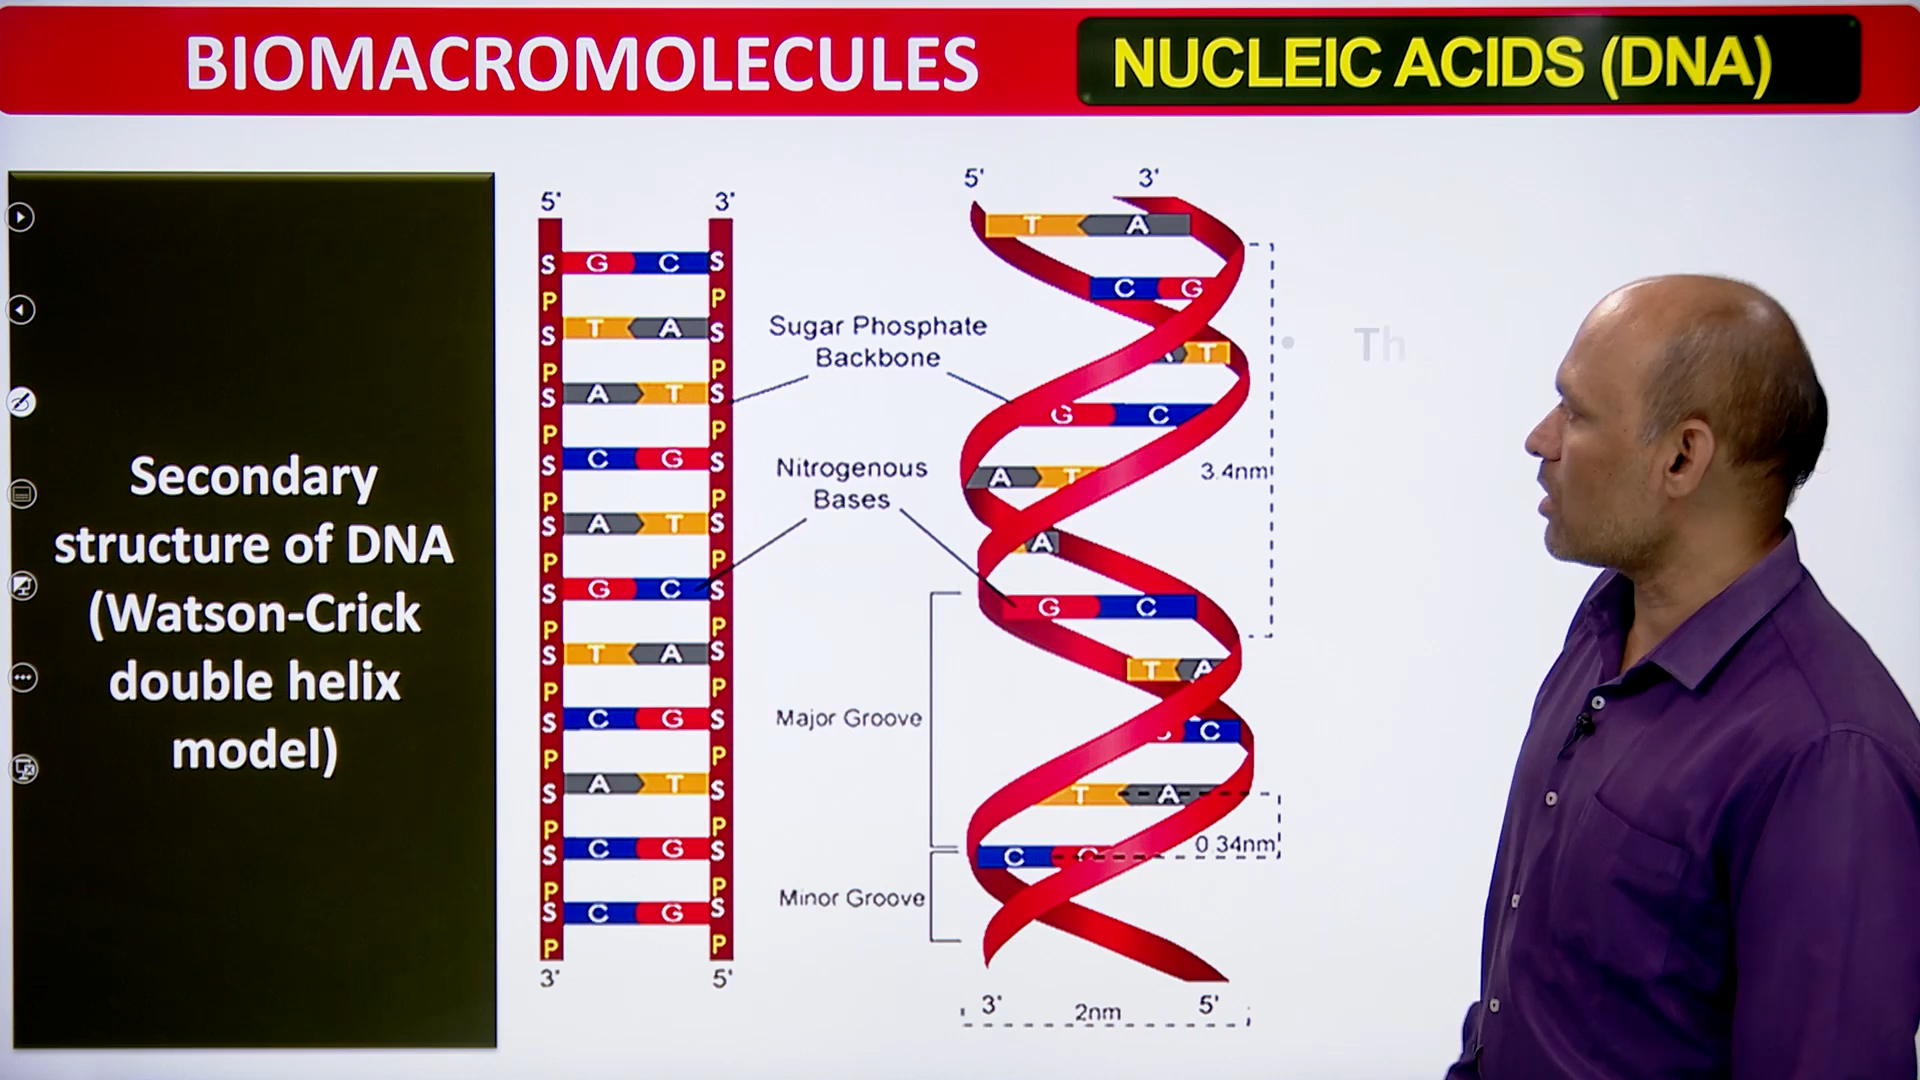 BIOMACROMOLECULES
NUCLEIC ACIDS (DNA)
Secondary
structure of DNA
(Watson-Crick
double helix
model)
5' 3'
S G C S
P P
S T A S
P P
S A T S
P P
S C G S
P P
S A T S
P P
S G C S
P P
S T A S
P P
S C G S
P P
S A T S
P P
S C G S
P P
S C G S
P P
3' 5'
Sugar Phosphate
Backbone
Nitrogenous
Bases
Major Groove
Minor Groove
5' 3'
T A
C G
T
G C
A T
A
G C
T A
C
T A
C
3.4nm
0.34nm
3' 5'
2nm
Th